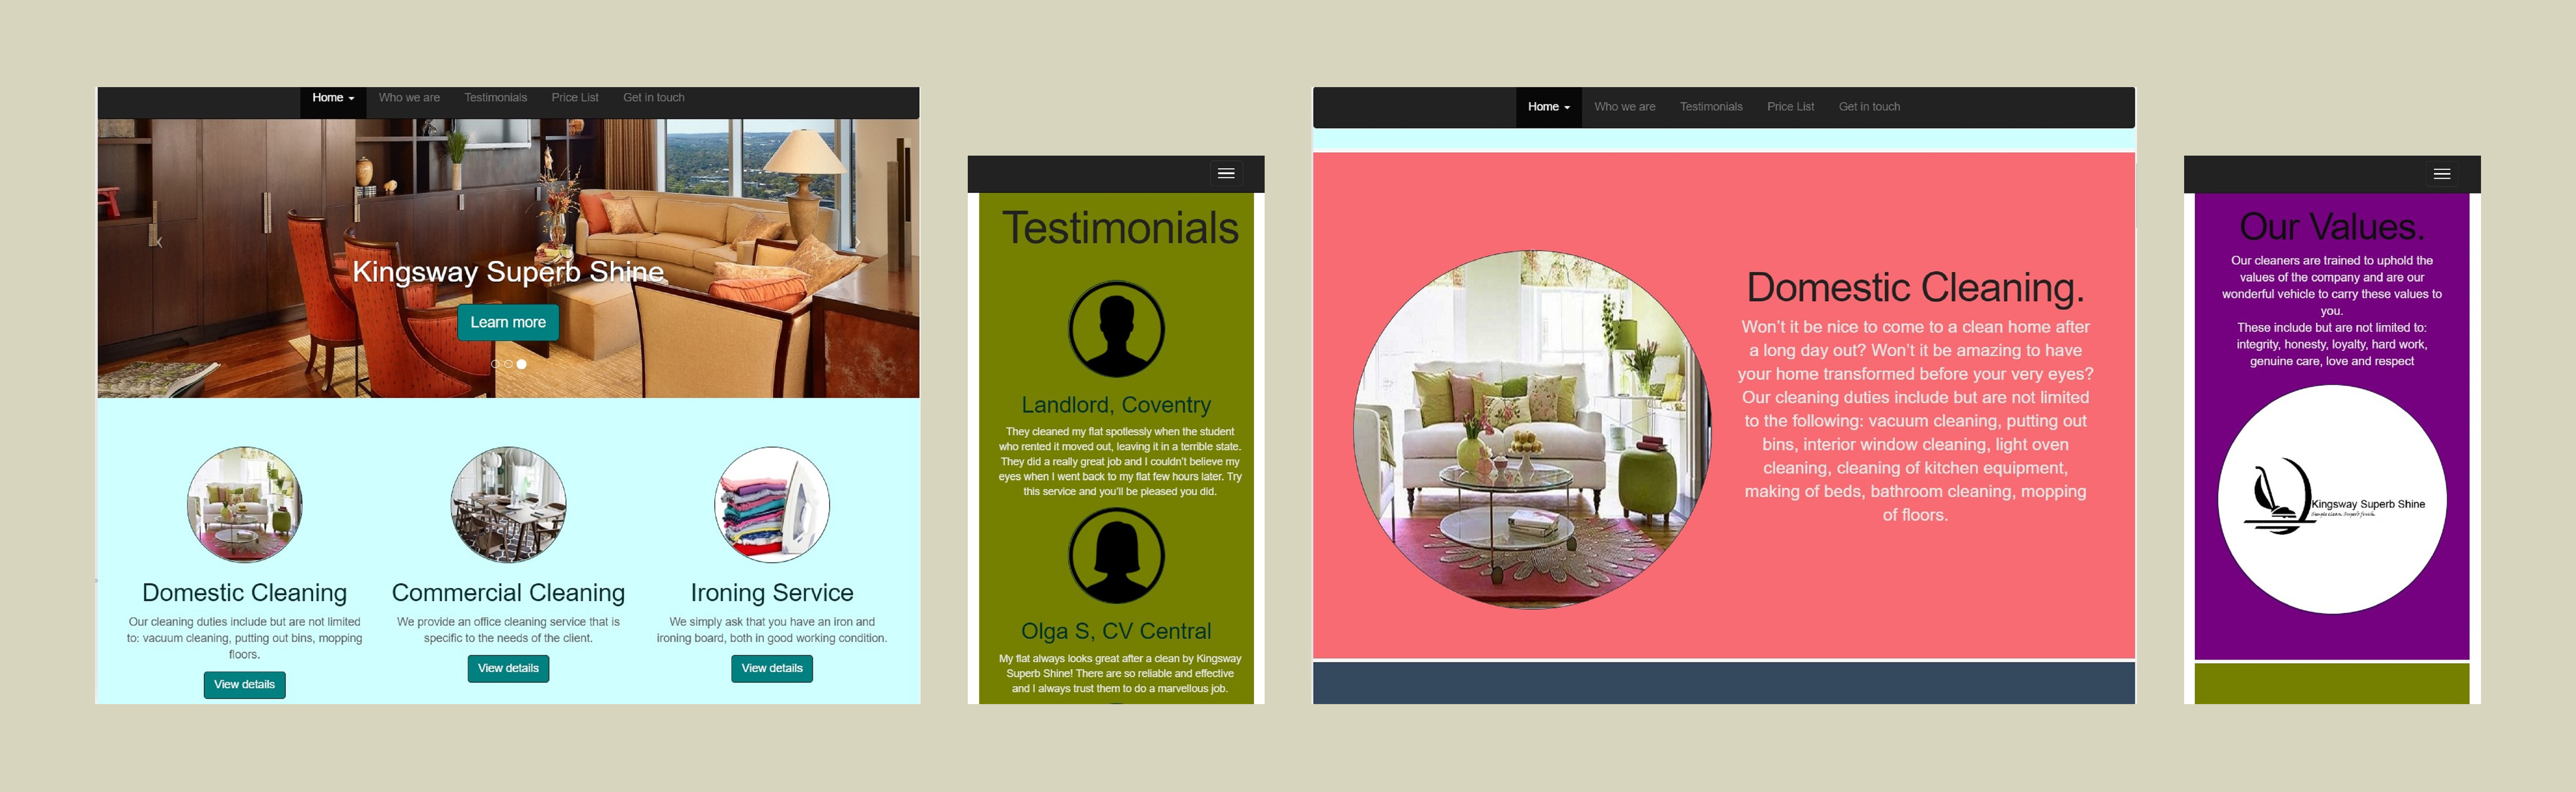 Home Who we are Testimonials Price List Get in touch
Kingsway Superb Shine
Learn more
Domestic Cleaning
Our cleaning duties include but are not limited
to: vacuum cleaning, putting out bins, mopping
floors.
View details
Commercial Cleaning
We provide an office cleaning service that is
specific to the needs of the client.
View details
Ironing Service
We simply ask that you have an iron and
ironing board, both in good working condition.
View details
Testimonials
Landlord, Coventry
They cleaned my flat spotlessly when the student
who rented it moved out, leaving it in a terrible state.
They did a really great job and I couldn't believe my
eyes when I went back to my flat few hours later. Try
this service and you'll be pleased you did.
Olga S, CV Central
My flat always looks great after a clean by Kingsway
Superb Shine! There are so reliable and effective
and I always trust them to do a marvellous job.
Home Who we are Testimonials Price List Get in touch
Domestic Cleaning.
Won't it be nice to come to a clean home after
a long day out? Won't it be amazing to have
your home transformed before your very eyes?
Our cleaning duties include but are not limited
to the following: vacuum cleaning, putting out
bins, interior window cleaning, light oven
cleaning, cleaning of kitchen equipment,
making of beds, bathroom cleaning, mopping
of floors.
Our Values.
Our cleaners are trained to uphold the
values of the company and are our
wonderful vehicle to carry these values to
you.
These include but are not limited to:
integrity, honesty, loyalty, hard work,
genuine care, love and respect
Kingsway Superb Shine
Simple clean. Superb finish.